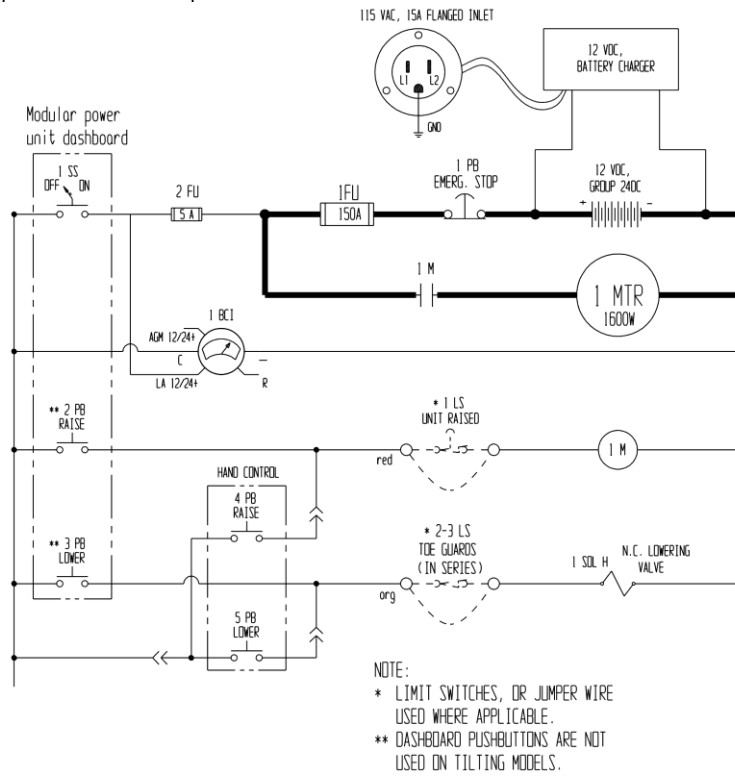 115 VAC, 15A FLANGED INLET
12 VDC,
BATTERY CHARGER
L1
L2
GND
Modular power
unit dashboard
1 SS
OFF
ON
2 FU
5 A
1FU
150A
1 PB
EMERG. STOP
12 VDC,
GROUP 24DC
+
−
1 M
1 MTR
1600W
1 BCI
AGM 12/24+
C
LA 12/24+
−
R
** 2 PB
RAISE
* 1 LS
UNIT RAISED
red
1 M
HAND CONTROL
4 PB
RAISE
** 3 PB
LOWER
* 2-3 LS
TOE GUARDS
(IN SERIES)
org
1 SOL H
N.C. LOWERING
VALVE
5 PB
LOWER
NOTE:
* LIMIT SWITCHES, OR JUMPER WIRE
USED WHERE APPLICABLE.
** DASHBOARD PUSHBUTTONS ARE NOT
USED ON TILTING MODELS.